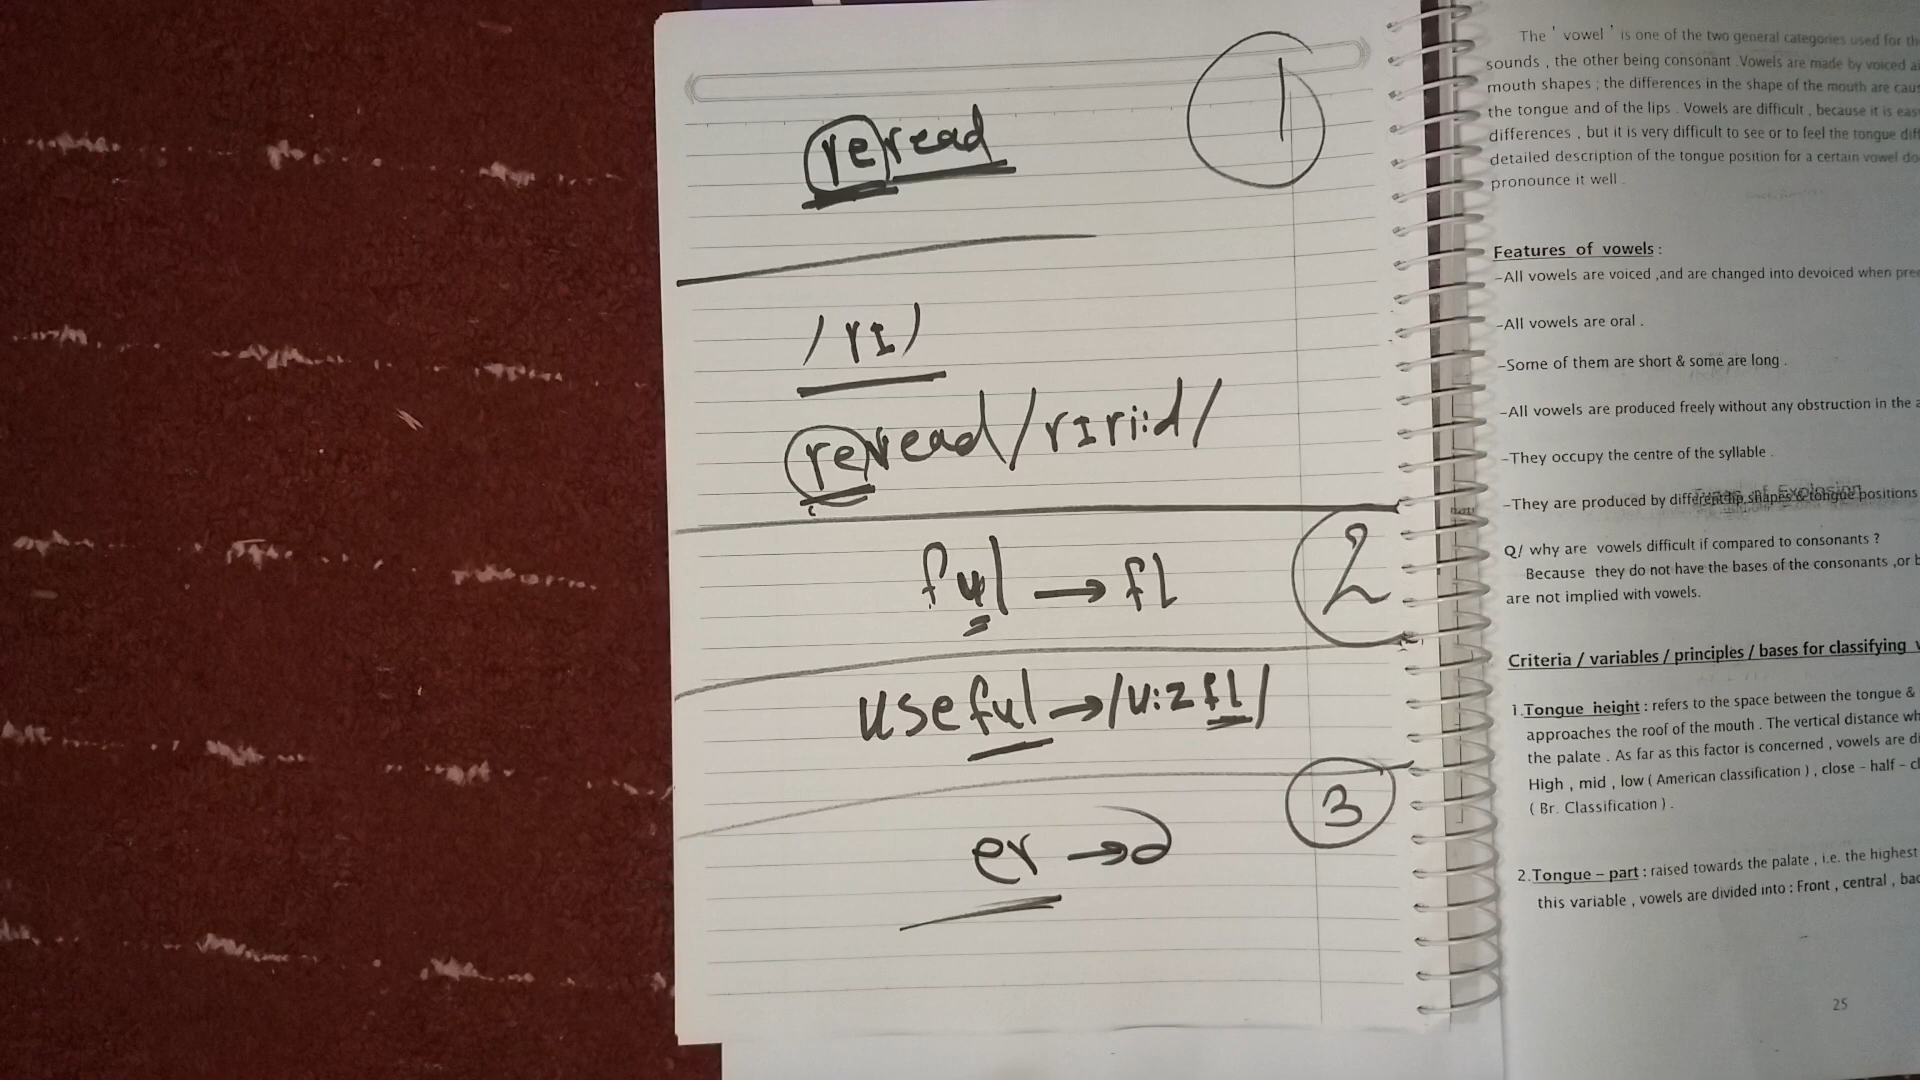 reread
1
/rɪ/
reread /rɪri:d/
ful → fL
2
useful → /u:zfL/
3
er → ə
The ' vowel ' is one of the two general categories used for
sounds , the other being consonant .Vowels are made by voiced
mouth shapes ; the differences in the shape of the mouth are
the tongue and of the lips . Vowels are difficult , because it is
differences , but it is very difficult to see or to feel the tongue
detailed description of the tongue position for a certain vowel
pronounce it well .
Features of vowels :
-All vowels are voiced ,and are changed into devoiced when
-All vowels are oral .
-Some of them are short & some are long .
-All vowels are produced freely without any obstruction in the
-They occupy the centre of the syllable .
-They are produced by different lip shapes & tongue positions
Q/ why are vowels difficult if compared to consonants ?
Because they do not have the bases of the consonants ,or
are not implied with vowels.
Criteria / variables / principles / bases for classifying
1.Tongue height : refers to the space between the tongue &
approaches the roof of the mouth . The vertical distance
the palate . As far as this factor is concerned , vowels are
High , mid , low ( American classification ) , close – half –
( Br. Classification ) .
2.Tongue – part : raised towards the palate , i.e. the highest
this variable , vowels are divided into : Front , central ,
25